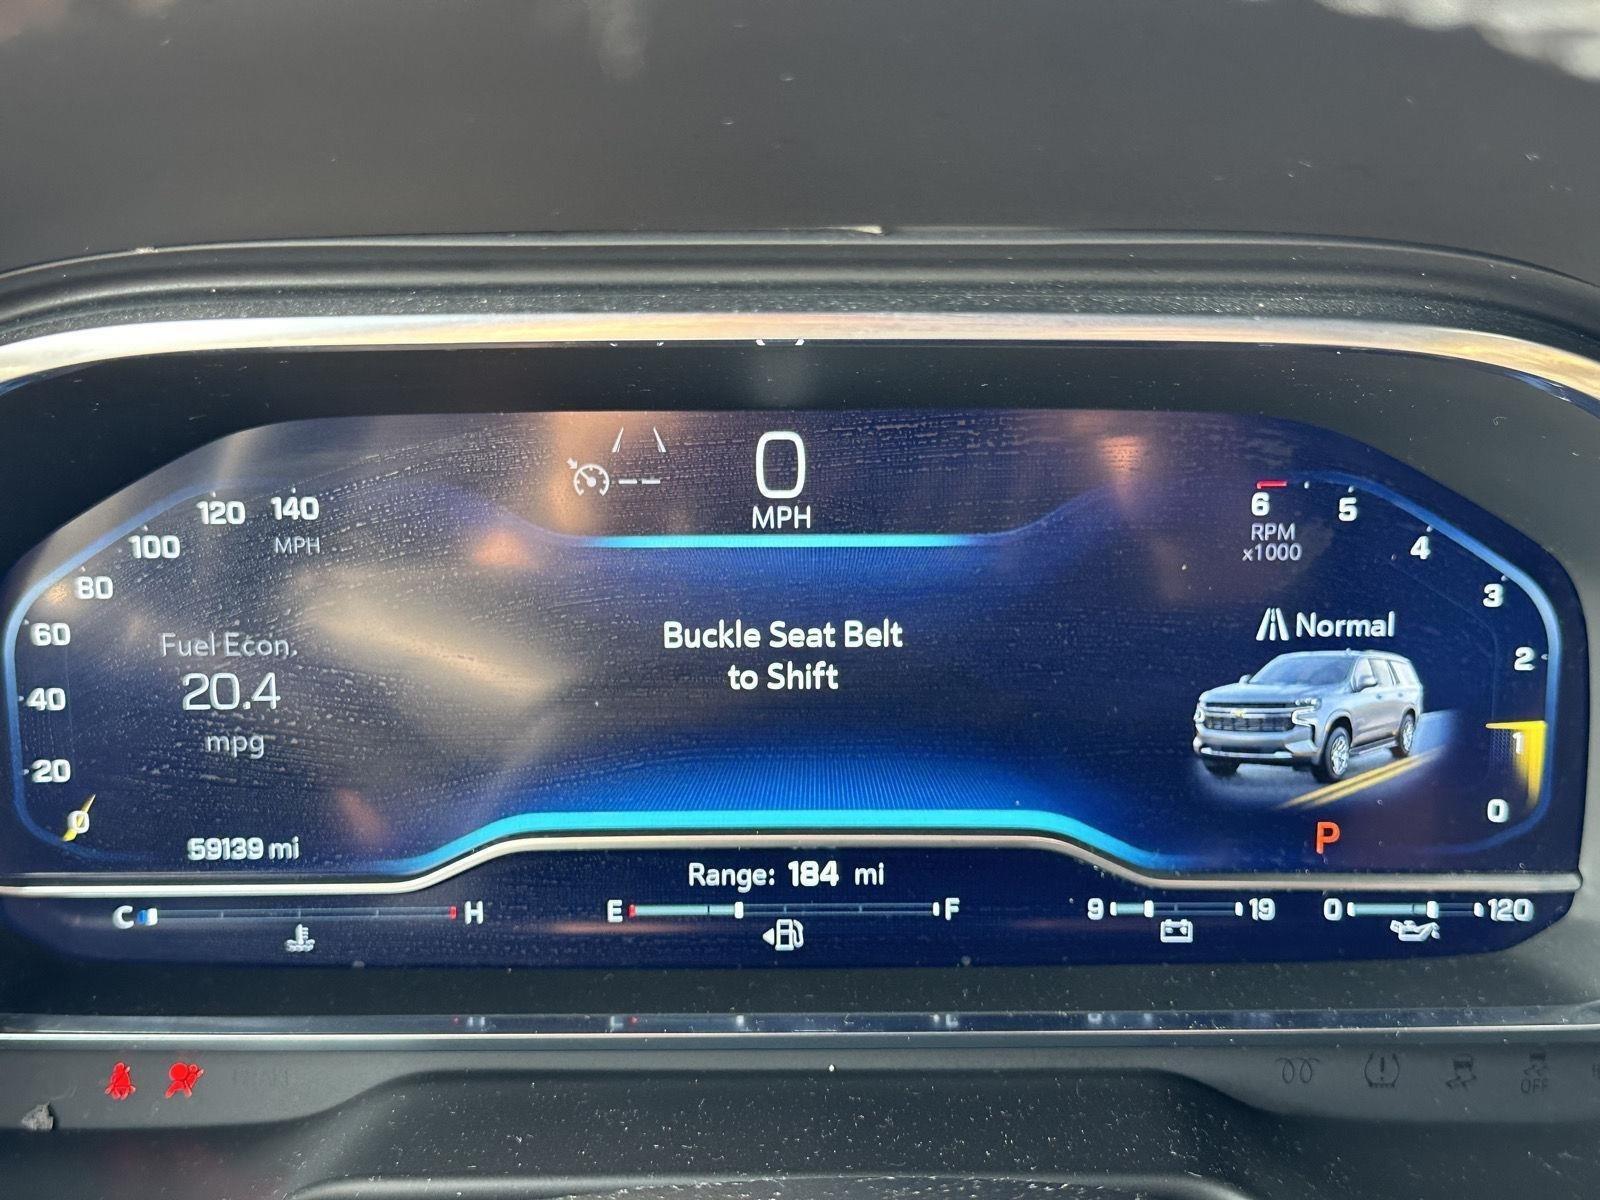 0
MPH
120 140
100
MPH
80
60
40
20
0
Fuel Econ.
20.4
mpg
59139 mi
Buckle Seat Belt
to Shift
6
5
4
3
2
1
0
RPM
x1000
Normal
P
Range: 184 mi
C H
E F
9 19
0 120
OFF